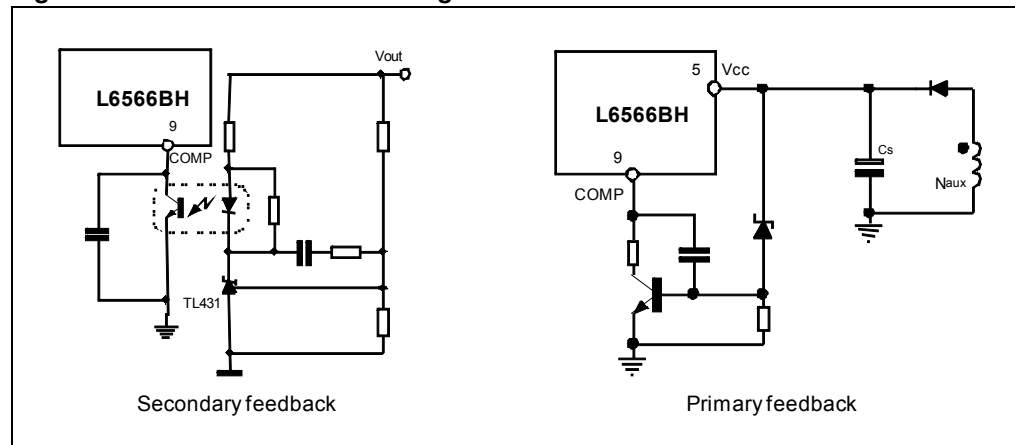 L6566BH
9
COMP
Vout
TL431
Secondary feedback
5 Vcc
L6566BH
9
COMP
Cs
Naux
Primary feedback